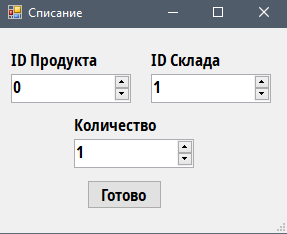 Списание
ID Продукта ID Склада
0 1
Количество
1
Готово